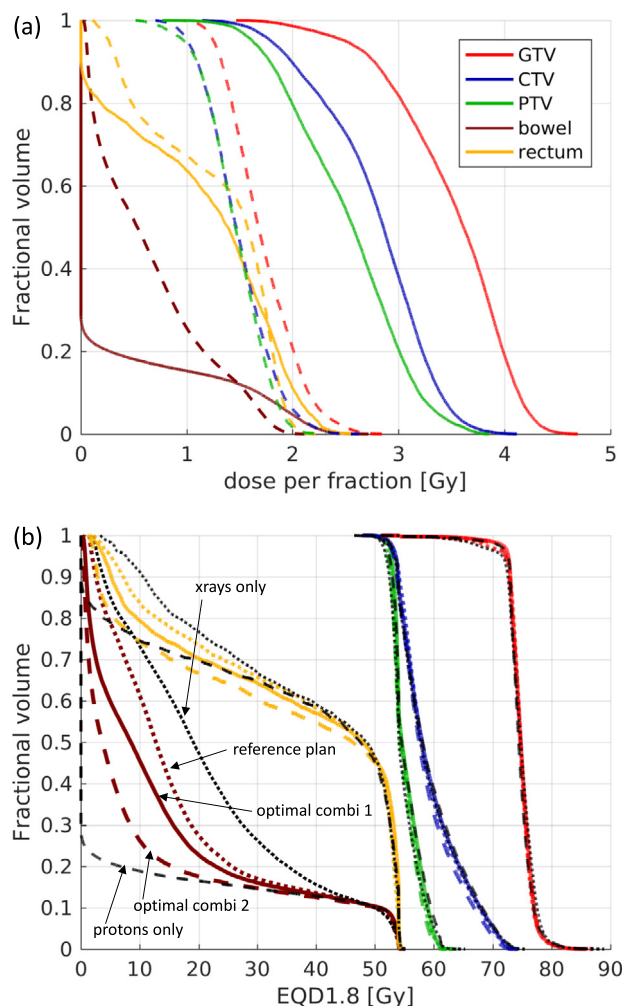 (a)
1
0.8
0.6
0.4
0.2
0
Fractional volume
GTV
CTV
PTV
bowel
rectum
0 1 2 3 4 5
dose per fraction [Gy]
(b)
1
0.9
0.8
0.7
0.6
0.5
0.4
0.3
0.2
0.1
0
Fractional volume
xrays only
reference plan
optimal combi 1
optimal combi 2
protons only
0 10 20 30 40 50 60 70 80 90
EQD1.8 [Gy]